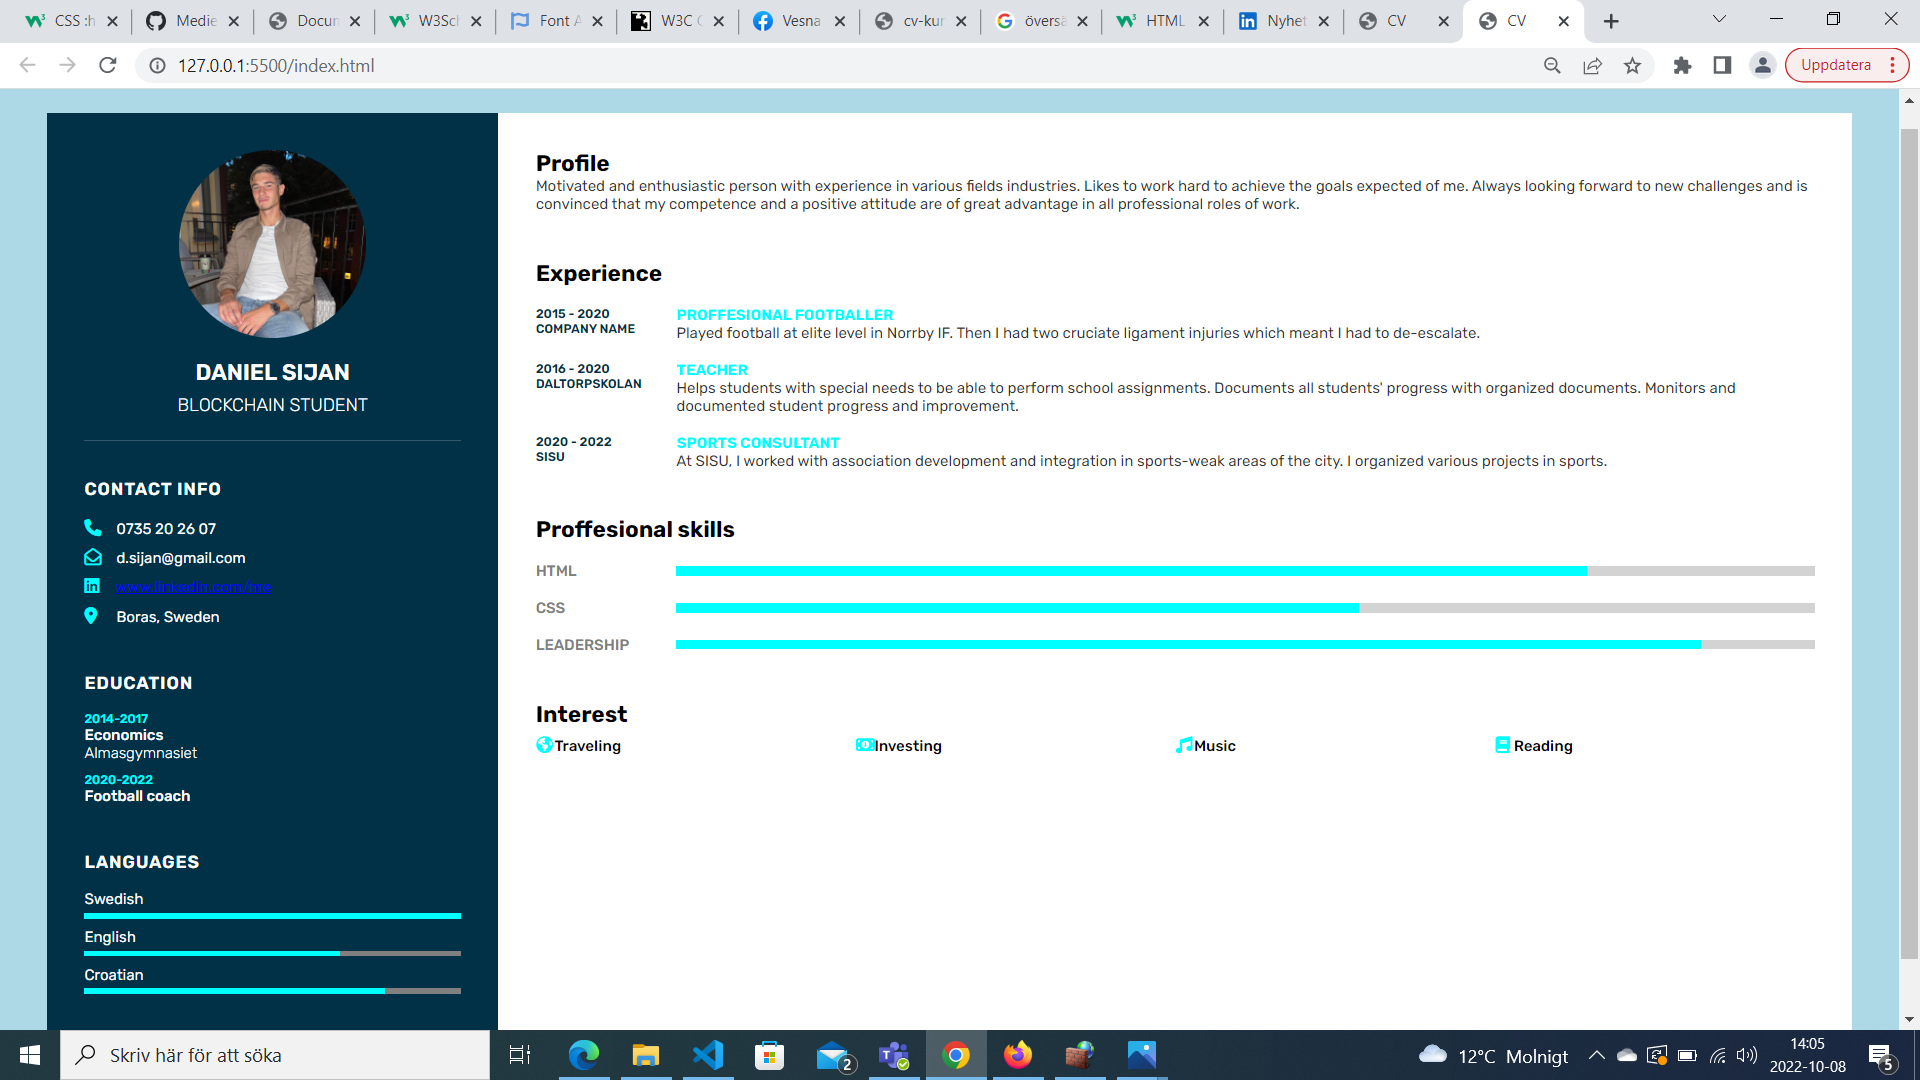 CSS :h
Medie
Docun
W3Sch
Font A
W3C C
Vesna
cv-kur
översä
HTML
Nyhet
CV
CV
127.0.0.1:5500/index.html
Uppdatera
DANIEL SIJAN
BLOCKCHAIN STUDENT
CONTACT INFO
0735 20 26 07
d.sijan@gmail.com
www.linkedin.com/me
Boras, Sweden
EDUCATION
2014-2017
Economics
Almasgymnasiet
2020-2022
Football coach
LANGUAGES
Swedish
English
Croatian
Profile
Motivated and enthusiastic person with experience in various fields industries. Likes to work hard to achieve the goals expected of me. Always looking forward to new challenges and is
convinced that my competence and a positive attitude are of great advantage in all professional roles of work.
Experience
2015 - 2020
COMPANY NAME
PROFFESIONAL FOOTBALLER
Played football at elite level in Norrby IF. Then I had two cruciate ligament injuries which meant I had to de-escalate.
2016 - 2020
DALTORPSKOLAN
TEACHER
Helps students with special needs to be able to perform school assignments. Documents all students' progress with organized documents. Monitors and
documented student progress and improvement.
2020 - 2022
SISU
SPORTS CONSULTANT
At SISU, I worked with association development and integration in sports-weak areas of the city. I organized various projects in sports.
Proffesional skills
HTML
CSS
LEADERSHIP
Interest
Traveling
Investing
Music
Reading
Skriv här för att söka
2
12°C Molnigt
14:05
2022-10-08
5